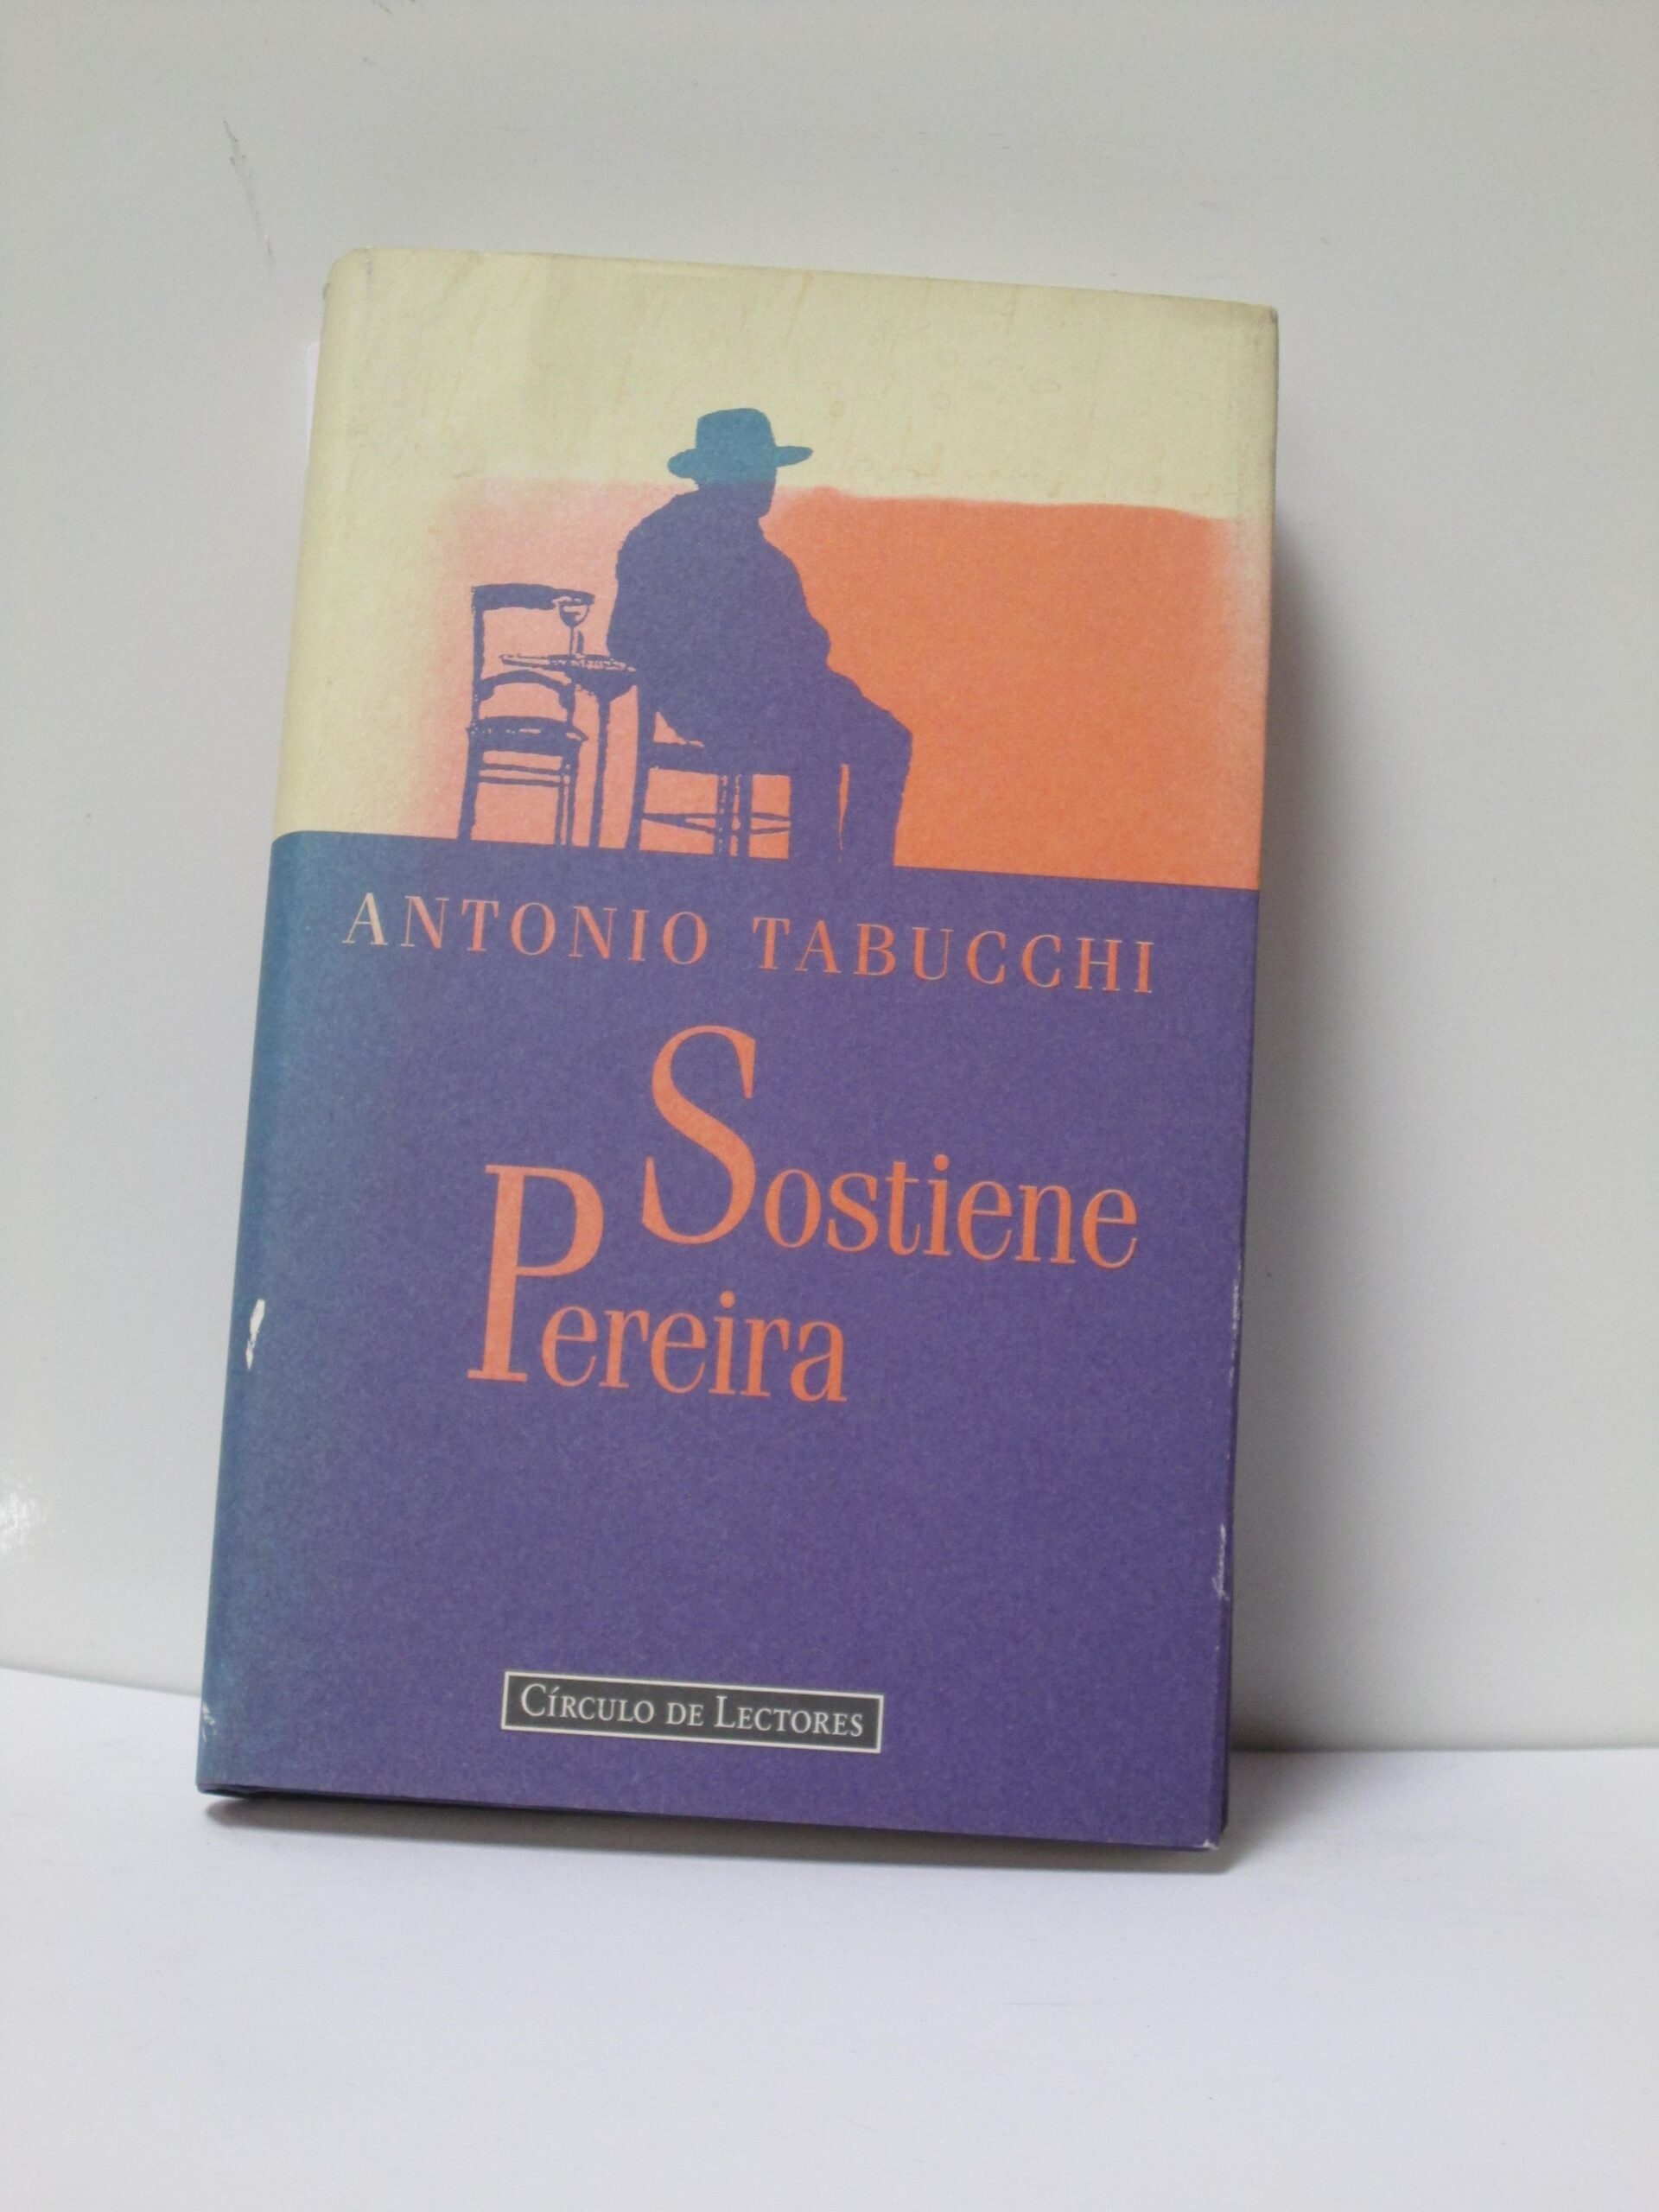 ANTONIO TABUCCHI
Sostiene
Pereira
CÍRCULO DE LECTORES